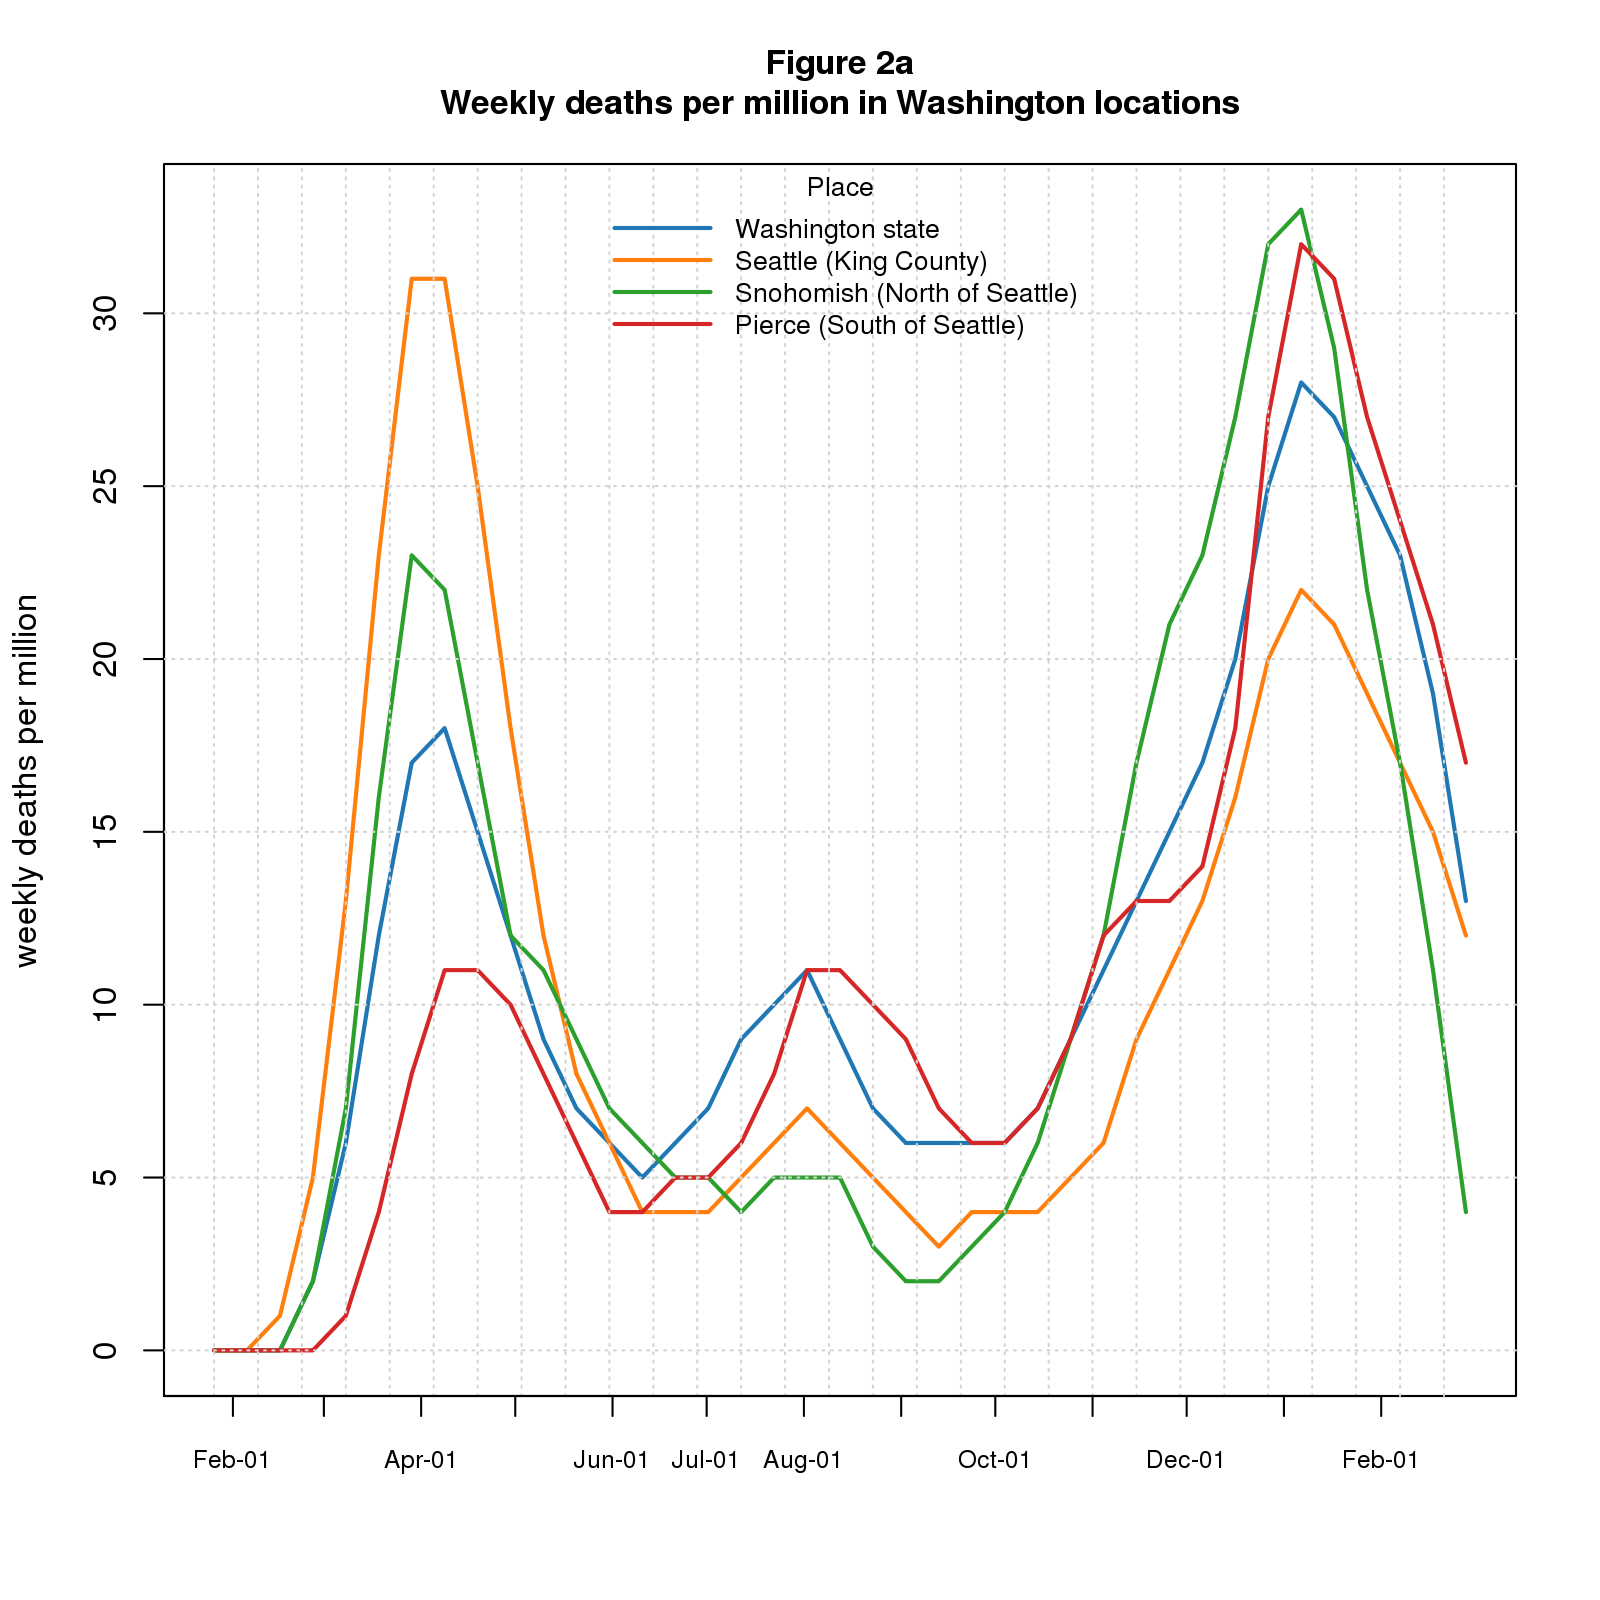 Figure 2a
Weekly deaths per million in Washington locations
Place
Washington state
Seattle (King County)
Snohomish (North of Seattle)
Pierce (South of Seattle)
weekly deaths per million
30
25
20
15
10
5
0
Feb-01 Apr-01 Jun-01 Jul-01 Aug-01 Oct-01 Dec-01 Feb-01